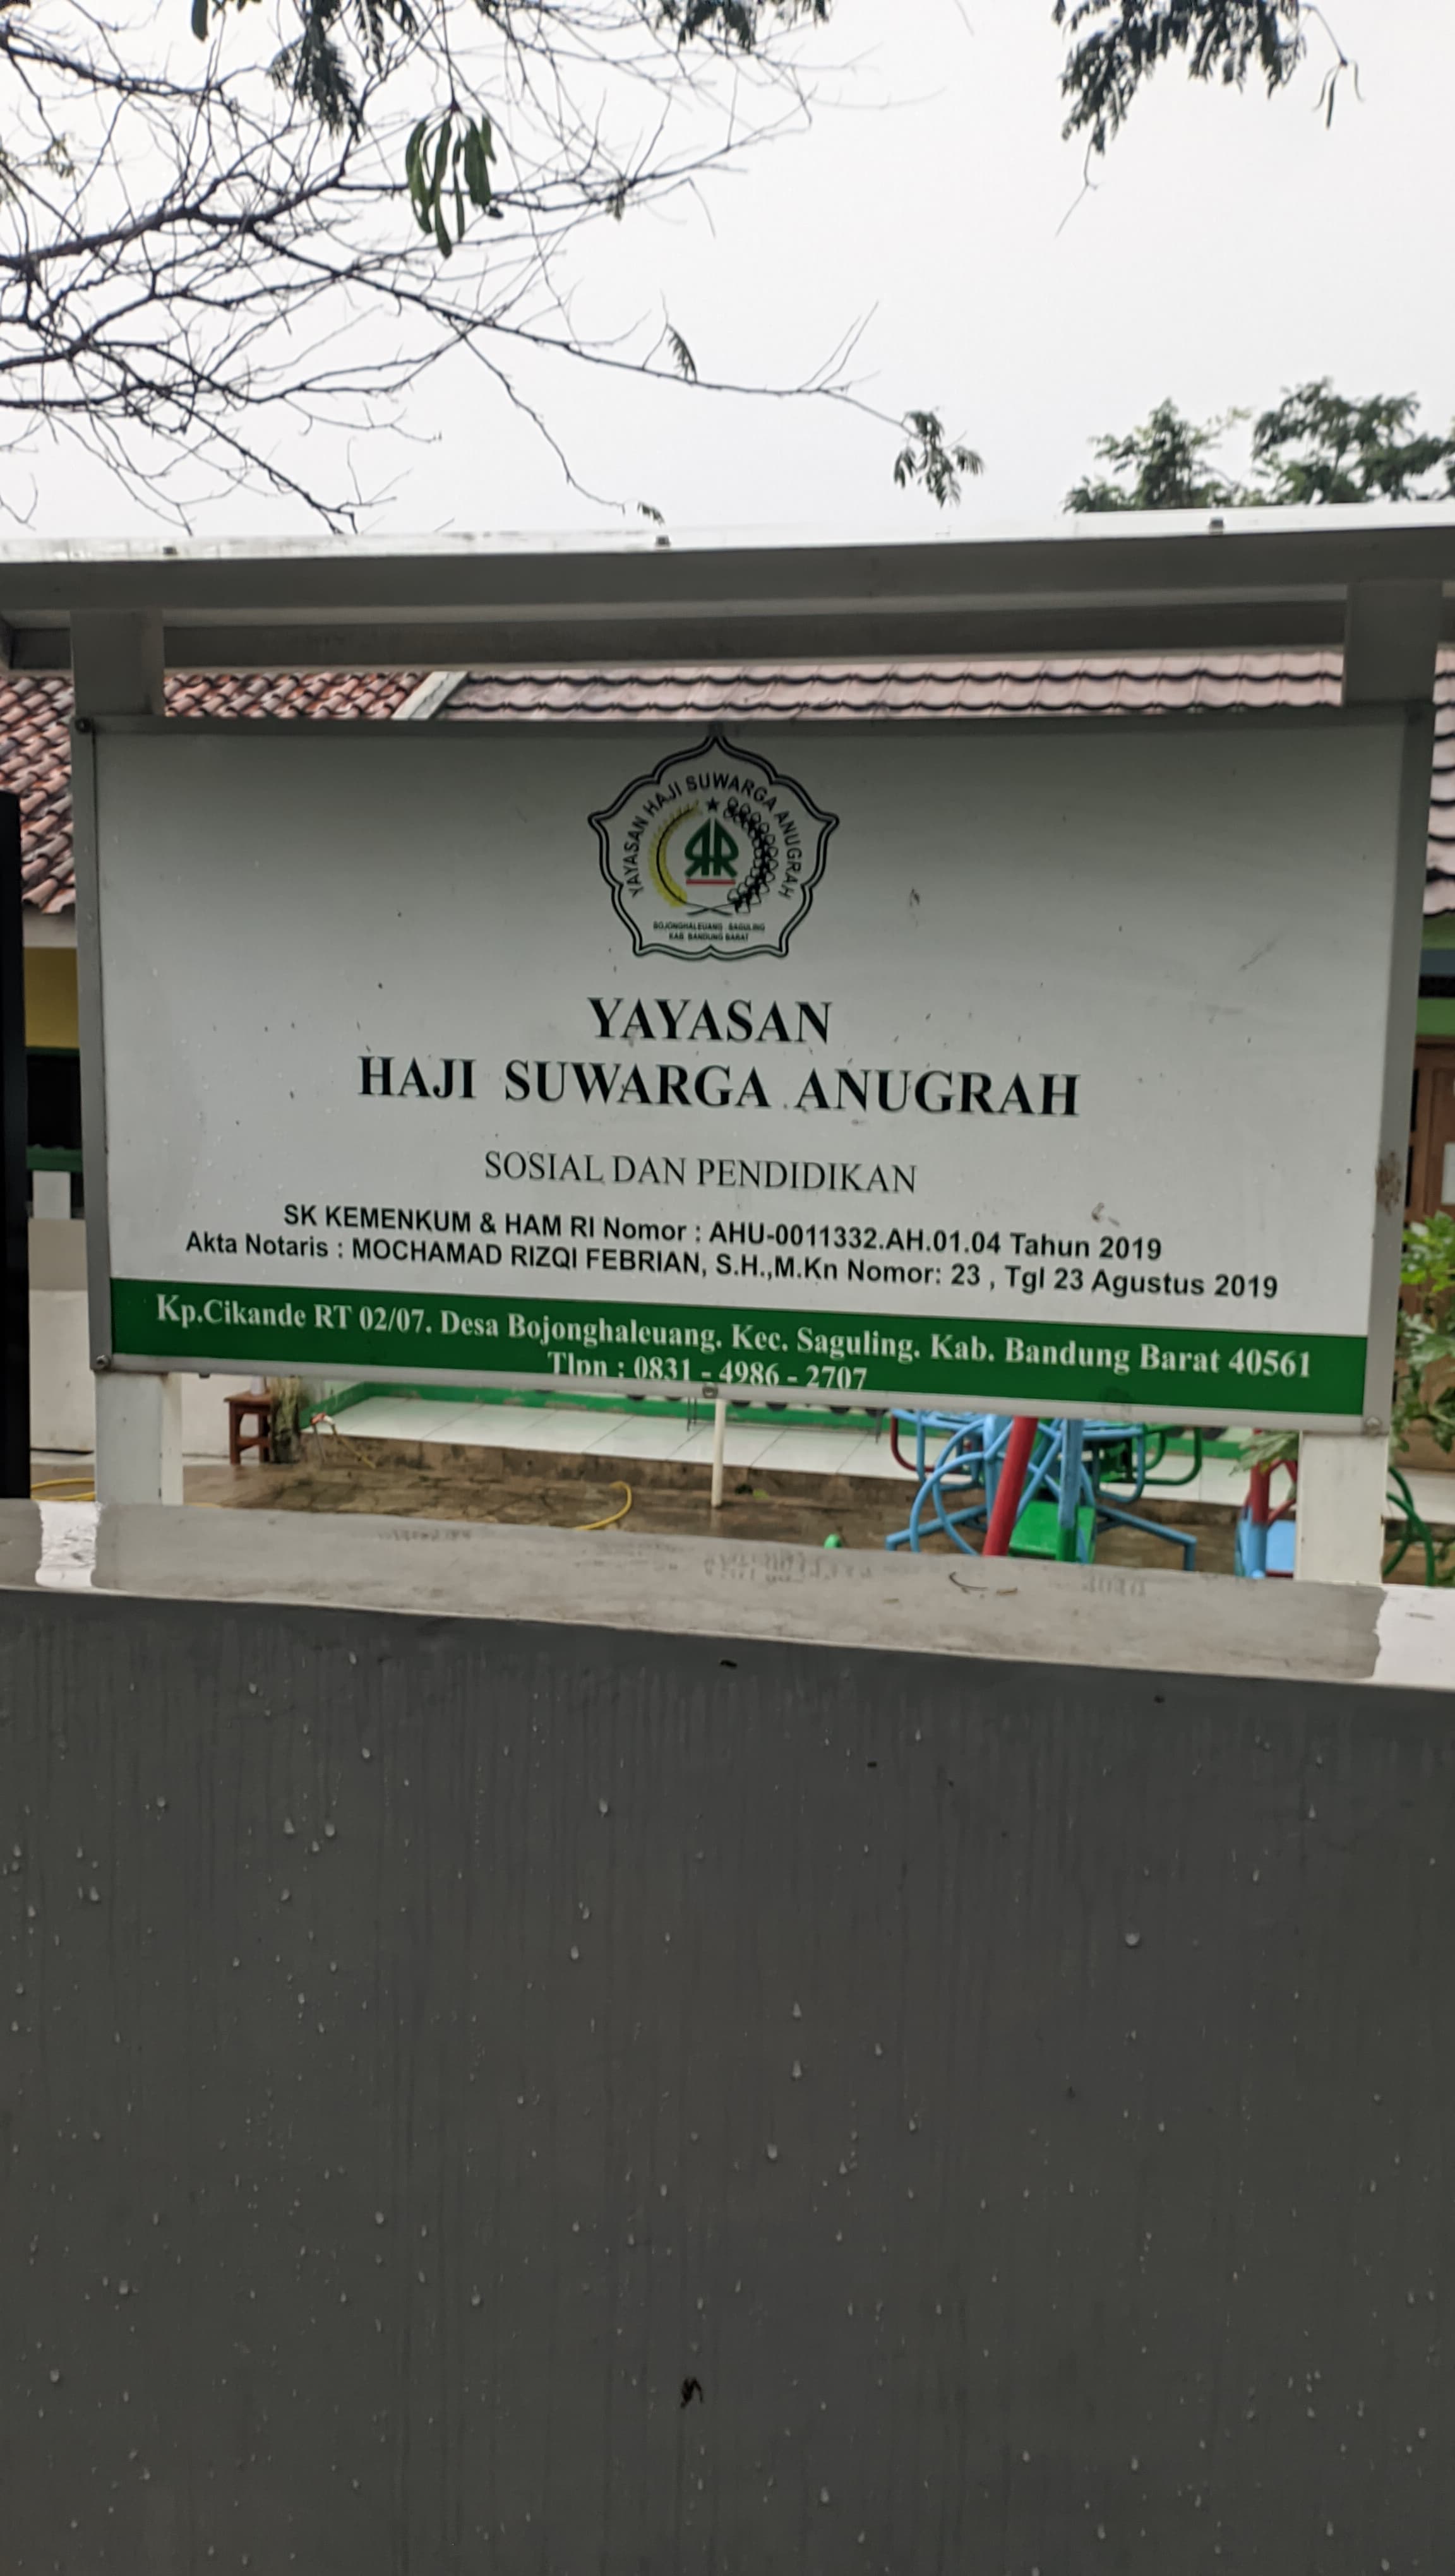 YAYASAN HAJI SUWARGA ANUGRAH
BOJONGHALEUANG . SAGULING
KAB. BANDUNG BARAT
YAYASAN
HAJI SUWARGA ANUGRAH
SOSIAL DAN PENDIDIKAN
SK KEMENKUM & HAM RI Nomor : AHU-0011332.AH.01.04 Tahun 2019
Akta Notaris : MOCHAMAD RIZQI FEBRIAN, S.H.,M.Kn Nomor: 23 , Tgl 23 Agustus 2019
Kp.Cikande RT 02/07. Desa Bojonghaleuang. Kec. Saguling. Kab. Bandung Barat 40561
Tlpn : 0831 - 4986 - 2707